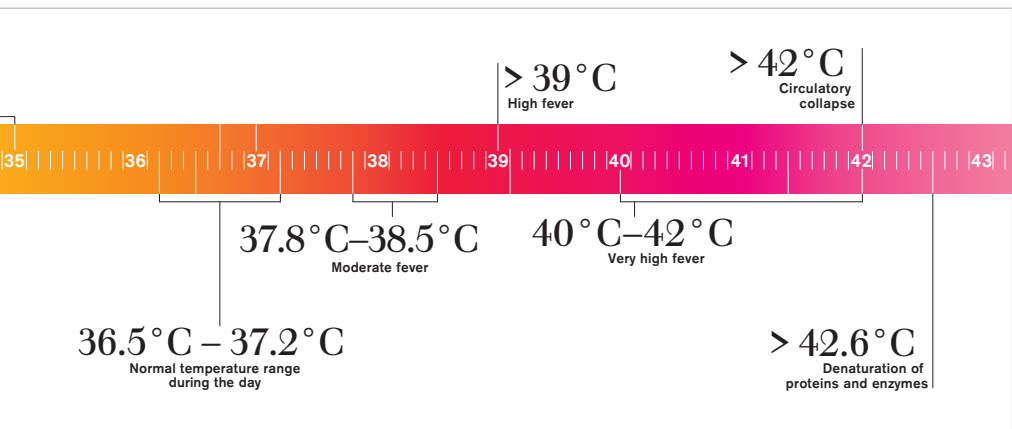 > 39°C
High fever
> 42°C
Circulatory
collapse
35 36 37 38 39 40 41 42 43
37.8°C–38.5°C
Moderate fever
40°C–42°C
Very high fever
36.5°C – 37.2°C
Normal temperature range
during the day
> 42.6°C
Denaturation of
proteins and enzymes